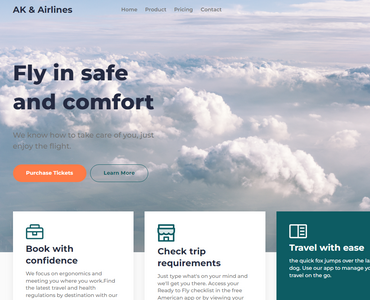 AK & Airlines
Home Product Pricing Contact
Fly in safe
and comfort
We know how to take care of you, just
enjoy the flight.
Purchase Tickets Learn More
Book with
confidence
We focus on ergonomics and
meeting you where you work.Find
the latest travel and health
regulations by destination with our
Check trip
requirements
Just type what's on your mind and
we'll get you there. Access your
Ready to Fly checklist in the free
American app or by viewing your
Travel with ease
the quick fox jumps over the la
dog. Use our app to manage yo
travel on the go.